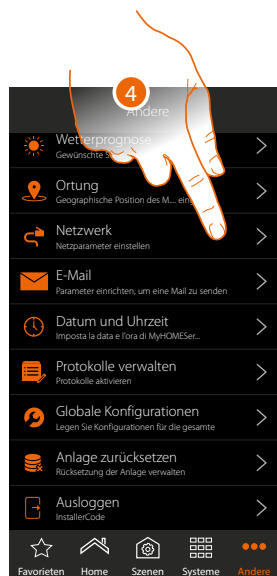 4
Andere
Wetterprognose
Gewünschte S
Ortung
Geographische Position des M... ein
Netzwerk
Netzparameter einstellen
E-Mail
Parameter einrichten, um eine Mail zu senden
Datum und Uhrzeit
Imposta la data e l'ora di MyHOMESer...
Protokolle verwalten
Protokolle aktivieren
Globale Konfigurationen
Legen Sie Konfigurationen für die gesamte
Anlage zurücksetzen
Rücksetzung der Anlage verwalten
Ausloggen
InstallerCode
Favoriten Home Szenen Systeme Andere